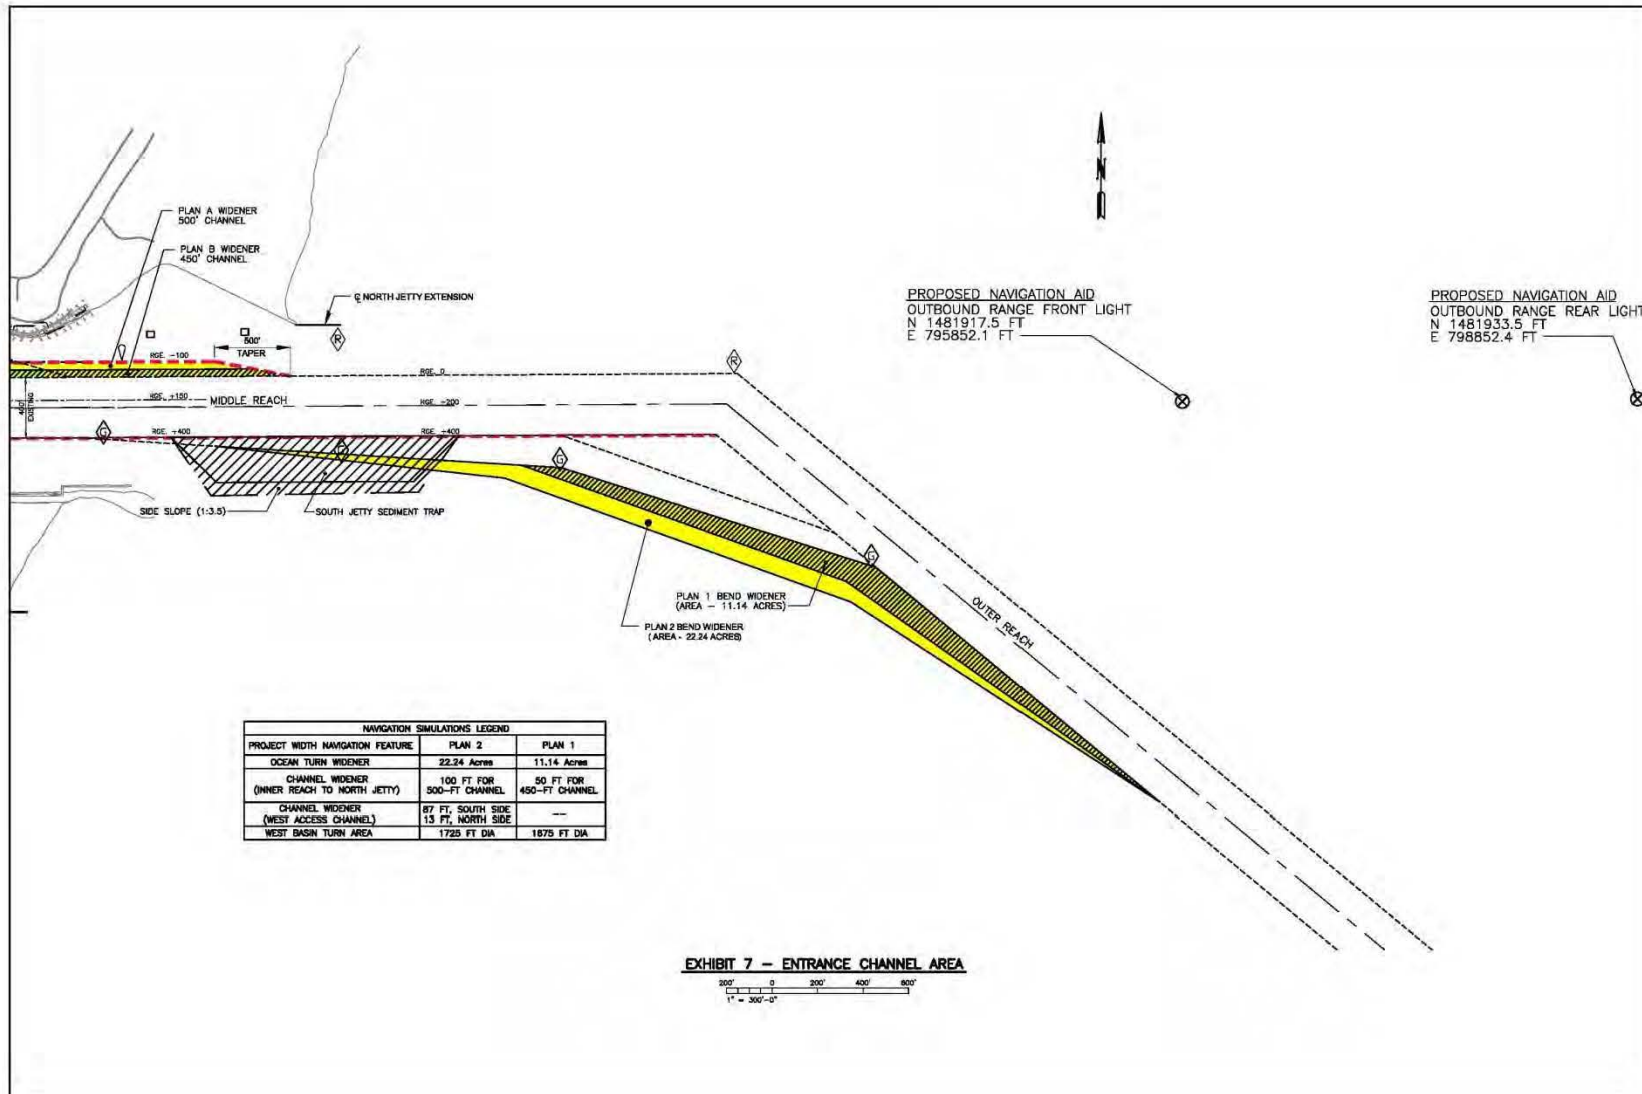 PLAN A WIDENER
500' CHANNEL
PLAN B WIDENER
450' CHANNEL
N
℄ NORTH JETTY EXTENSION
R
PROPOSED NAVIGATION AID
OUTBOUND RANGE FRONT LIGHT
N 1481917.5 FT
E 795852.1 FT
PROPOSED NAVIGATION AID
OUTBOUND RANGE REAR LIGHT
N 1481933.5 FT
E 798852.4 FT
500'
TAPER
RGE. -100
RGE. 0
R
400'
EXISTING
RGE. +150
MIDDLE REACH
RGE. -200
G
RGE. +400
RGE. +400
G
SIDE SLOPE (1:3.5)
SOUTH JETTY SEDIMENT TRAP
G
PLAN 1 BEND WIDENER
(AREA - 11.14 ACRES)
PLAN 2 BEND WIDENER
(AREA - 22.24 ACRES)
OUTER REACH
NAVIGATION SIMULATIONS LEGEND
PROJECT WIDTH NAVIGATION FEATURE PLAN 2 PLAN 1
OCEAN TURN WIDENER 22.24 Acres 11.14 Acres
CHANNEL WIDENER
(INNER REACH TO NORTH JETTY) 100 FT FOR
500-FT CHANNEL 50 FT FOR
450-FT CHANNEL
CHANNEL WIDENER
(WEST ACCESS CHANNEL) 87 FT, SOUTH SIDE
13 FT, NORTH SIDE ---
WEST BASIN TURN AREA 1725 FT DIA 1675 FT DIA
EXHIBIT 7 - ENTRANCE CHANNEL AREA
200' 0 200' 400' 600'
1" = 300'-0"